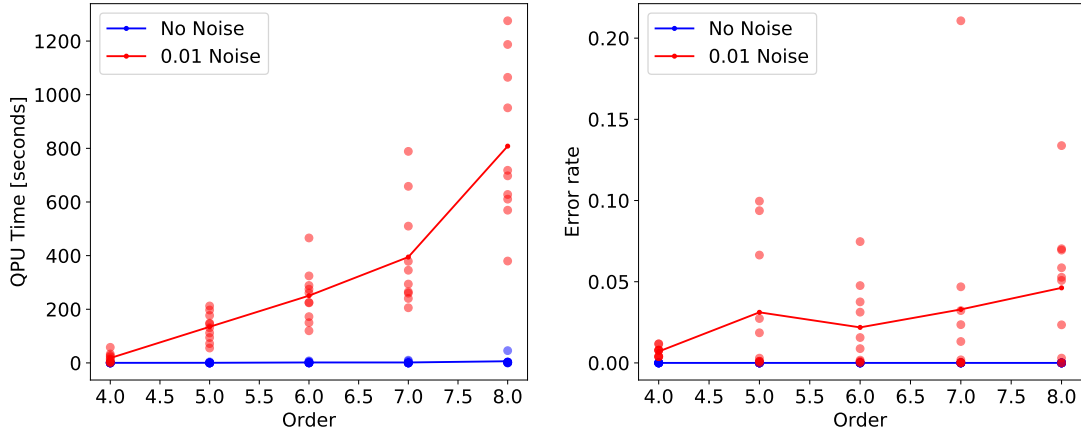 No Noise
0.01 Noise
QPU Time [seconds]
1200
1000
800
600
400
200
0
4.0 4.5 5.0 5.5 6.0 6.5 7.0 7.5 8.0
Order
No Noise
0.01 Noise
Error rate
0.20
0.15
0.10
0.05
0.00
4.0 4.5 5.0 5.5 6.0 6.5 7.0 7.5 8.0
Order